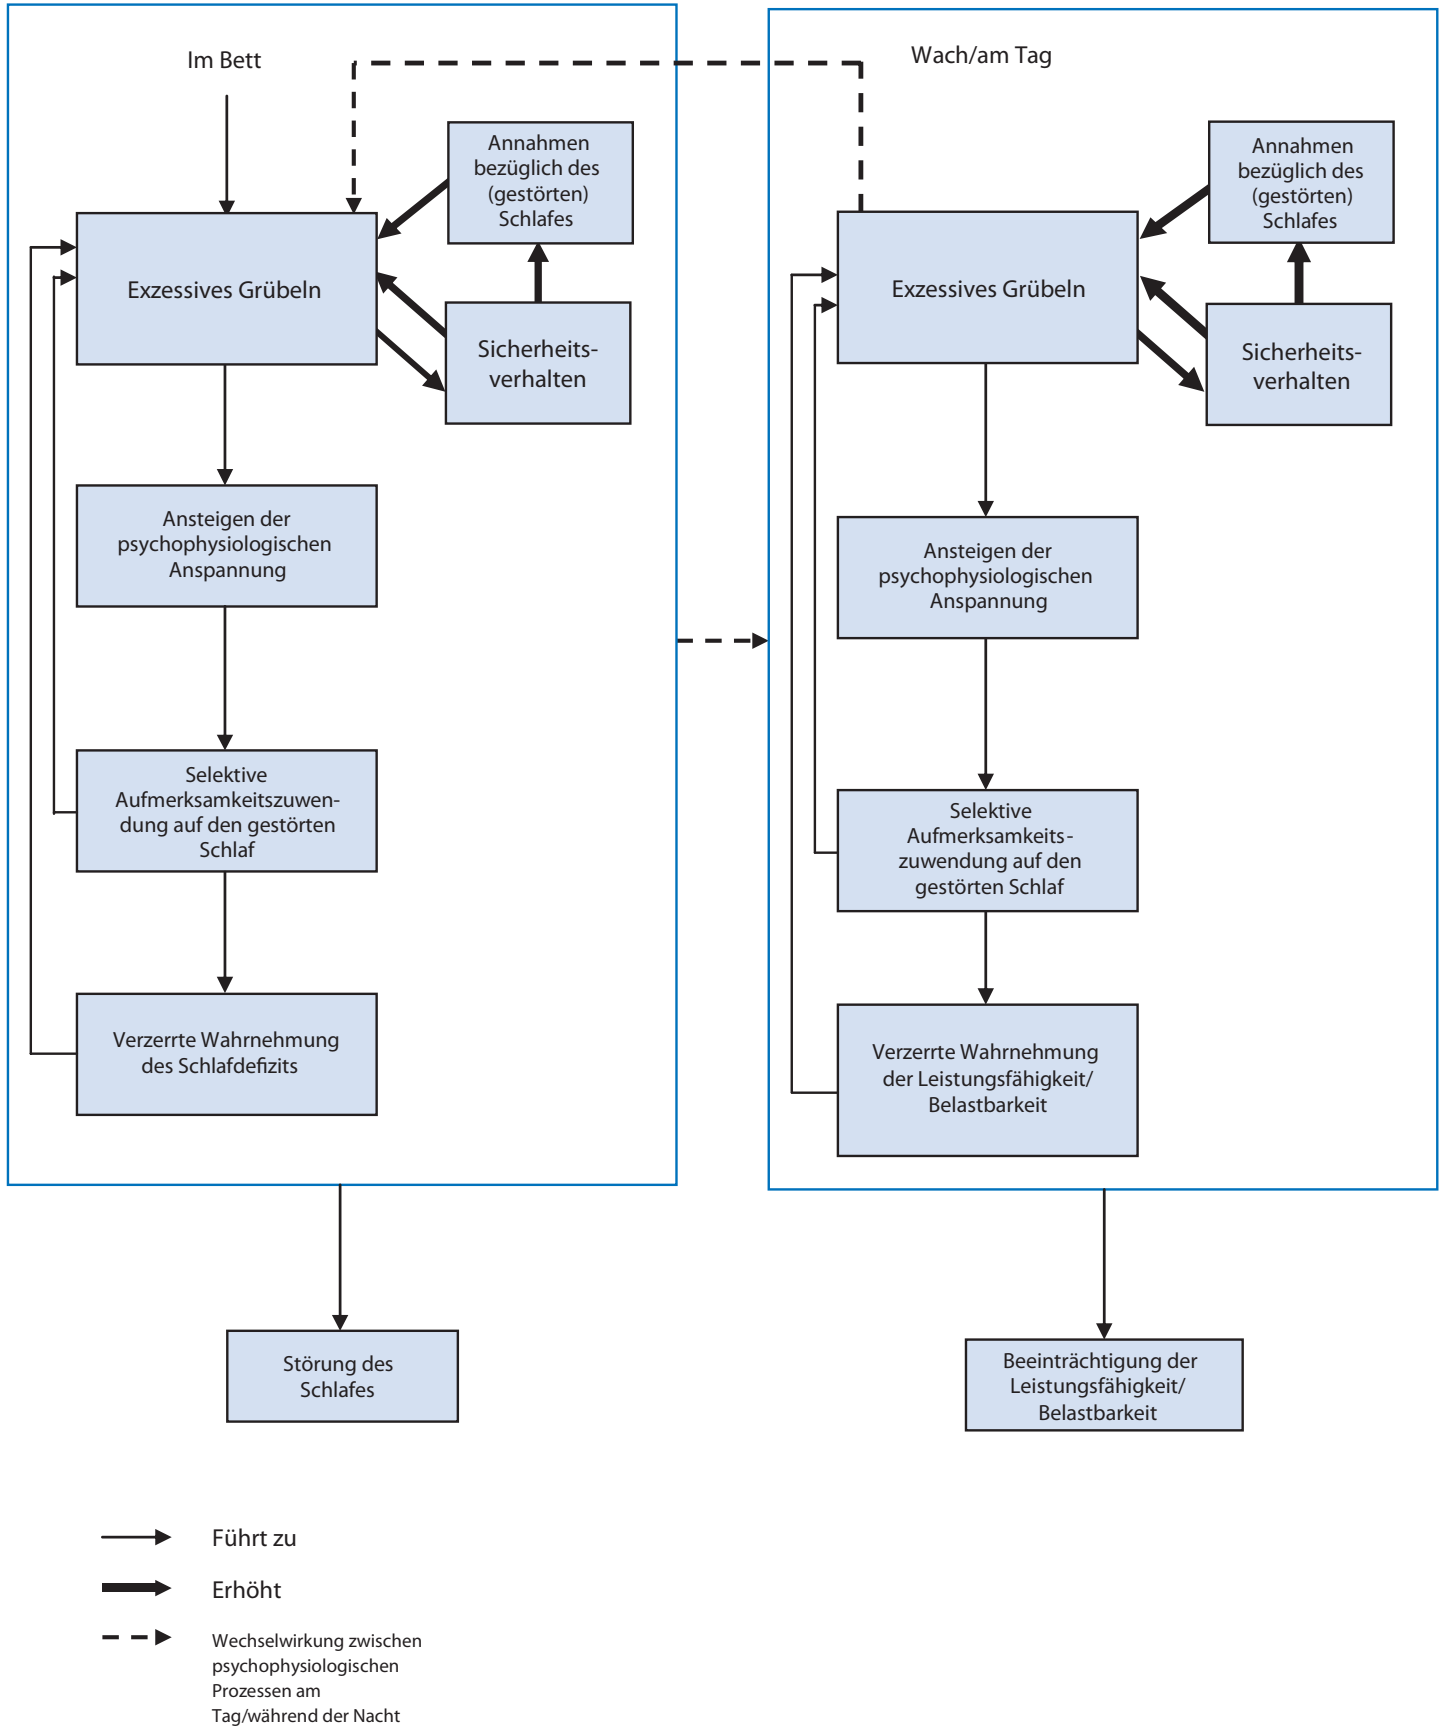 Im Bett
Annahmen
bezüglich des
(gestörten)
Schlafes
Exzessives Grübeln
Sicherheits-
verhalten
Ansteigen der
psychophysiologischen
Anspannung
Selektive
Aufmerksamkeitszuwen-
dung auf den gestörten
Schlaf
Verzerrte Wahrnehmung
des Schlafdefizits
Störung des
Schlafes
Wach/am Tag
Annahmen
bezüglich des
(gestörten)
Schlafes
Exzessives Grübeln
Sicherheits-
verhalten
Ansteigen der
psychophysiologischen
Anspannung
Selektive
Aufmerksamkeits-
zuwendung auf den
gestörten Schlaf
Verzerrte Wahrnehmung
der Leistungsfähigkeit/
Belastbarkeit
Beeinträchtigung der
Leistungsfähigkeit/
Belastbarkeit
Führt zu
Erhöht
Wechselwirkung zwischen
psychophysiologischen
Prozessen am
Tag/während der Nacht